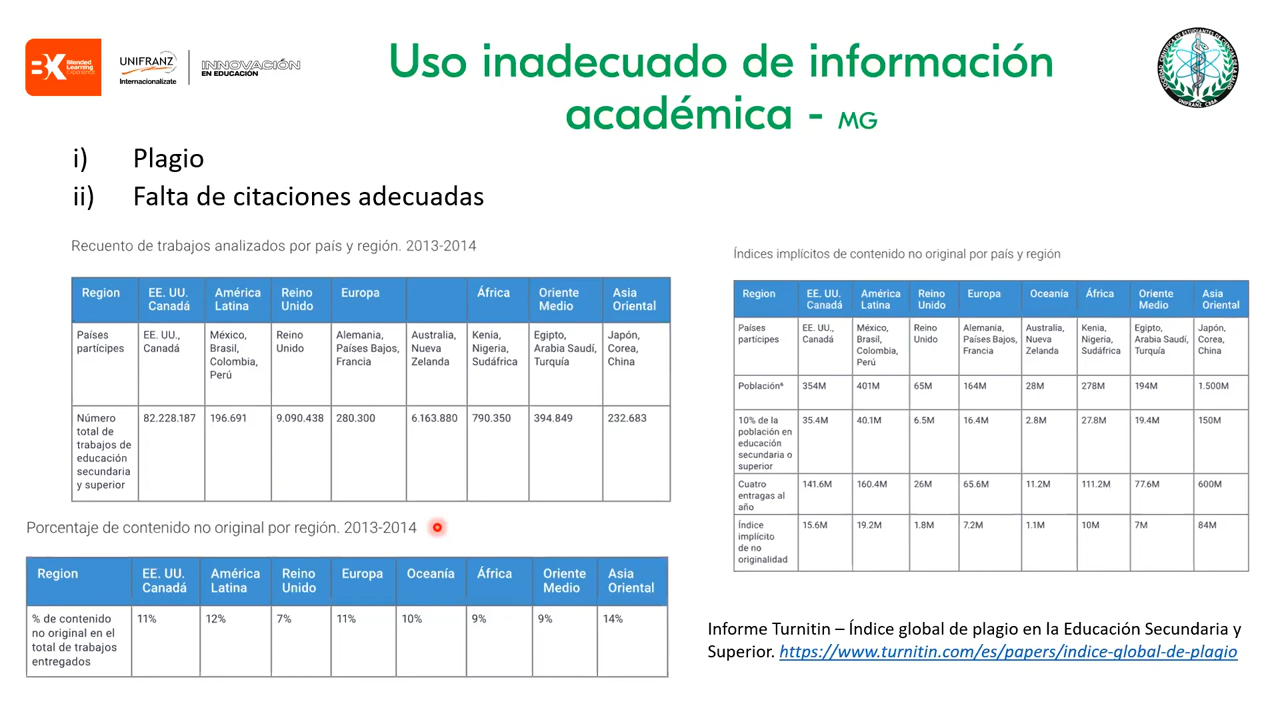 BX Blended Learning Experience
UNIFRANZ
Internacionalízate
INNOVACIÓN
EN EDUCACIÓN
Uso inadecuado de información
académica - MG
UNIFRANZ CBBA
i) Plagio
ii) Falta de citaciones adecuadas
Recuento de trabajos analizados por país y región. 2013-2014
Region | EE. UU. Canadá | América Latina | Reino Unido | Europa | | África | Oriente Medio | Asia Oriental
Países partícipes | EE. UU., Canadá | México, Brasil, Colombia, Perú | Reino Unido | Alemania, Países Bajos, Francia | Australia, Nueva Zelanda | Kenia, Nigeria, Sudáfrica | Egipto, Arabia Saudí, Turquía | Japón, Corea, China
Número total de trabajos de educación secundaria y superior | 82.228.187 | 196.691 | 9.090.438 | 280.300 | 6.163.880 | 790.350 | 394.849 | 232.683
Porcentaje de contenido no original por región. 2013-2014
Region | EE. UU. Canadá | América Latina | Reino Unido | Europa | Oceanía | África | Oriente Medio | Asia Oriental
% de contenido no original en el total de trabajos entregados | 11% | 12% | 7% | 11% | 10% | 9% | 9% | 14%
Índices implícitos de contenido no original por país y región
Region | EE. UU. Canadá | América Latina | Reino Unido | Europa | Oceanía | África | Oriente Medio | Asia Oriental
Países partícipes | EE. UU., Canadá | México, Brasil, Colombia, Perú | Reino Unido | Alemania, Países Bajos, Francia | Australia, Nueva Zelanda | Kenia, Nigeria, Sudáfrica | Egipto, Arabia Saudí, Turquía | Japón, Corea, China
Población⁶ | 354M | 401M | 65M | 164M | 28M | 278M | 194M | 1.500M
10% de la población en educación secundaria o superior | 35.4M | 40.1M | 6.5M | 16.4M | 2.8M | 27.8M | 19.4M | 150M
Cuatro entragas al año | 141.6M | 160.4M | 26M | 65.6M | 11.2M | 111.2M | 77.6M | 600M
Índice implícito de no originalidad | 15.6M | 19.2M | 1.8M | 7.2M | 1.1M | 10M | 7M | 84M
Informe Turnitin – Índice global de plagio en la Educación Secundaria y
Superior. https://www.turnitin.com/es/papers/indice-global-de-plagio